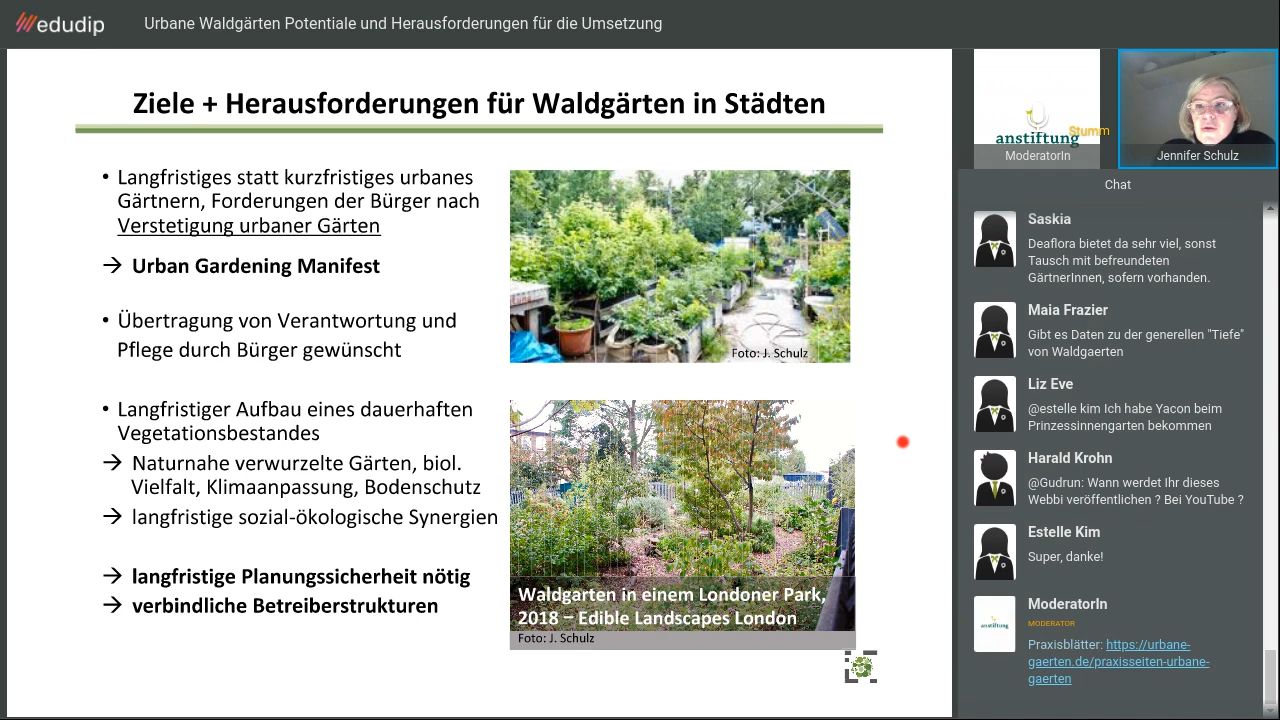 edudip
Urbane Waldgärten Potentiale und Herausforderungen für die Umsetzung
Ziele + Herausforderungen für Waldgärten in Städten
• Langfristiges statt kurzfristiges urbanes
Gärtnern, Forderungen der Bürger nach
Verstetigung urbaner Gärten
→ Urban Gardening Manifest
• Übertragung von Verantwortung und
Pflege durch Bürger gewünscht
• Langfristiger Aufbau eines dauerhaften
Vegetationsbestandes
→ Naturnahe verwurzelte Gärten, biol.
Vielfalt, Klimaanpassung, Bodenschutz
→ langfristige sozial-ökologische Synergien
→ langfristige Planungssicherheit nötig
→ verbindliche Betreiberstrukturen
Foto: J. Schulz
Waldgarten in einem Londoner Park,
2018 – Edible Landscapes London
Foto: J. Schulz
anstiftung
Stumm
ModeratorIn
Jennifer Schulz
Chat
Saskia
Deaflora bietet da sehr viel, sonst
Tausch mit befreundeten
GärtnerInnen, sofern vorhanden.
Maia Frazier
Gibt es Daten zu der generellen "Tiefe"
von Waldgaerten
Liz Eve
@estelle kim Ich habe Yacon beim
Prinzessinnengarten bekommen
Harald Krohn
@Gudrun: Wann werdet Ihr dieses
Webbi veröffentlichen ? Bei YouTube ?
Estelle Kim
Super, danke!
anstiftung
ModeratorIn
MODERATOR
Praxisblätter: https://urbane-
gaerten.de/praxisseiten-urbane-
gaerten